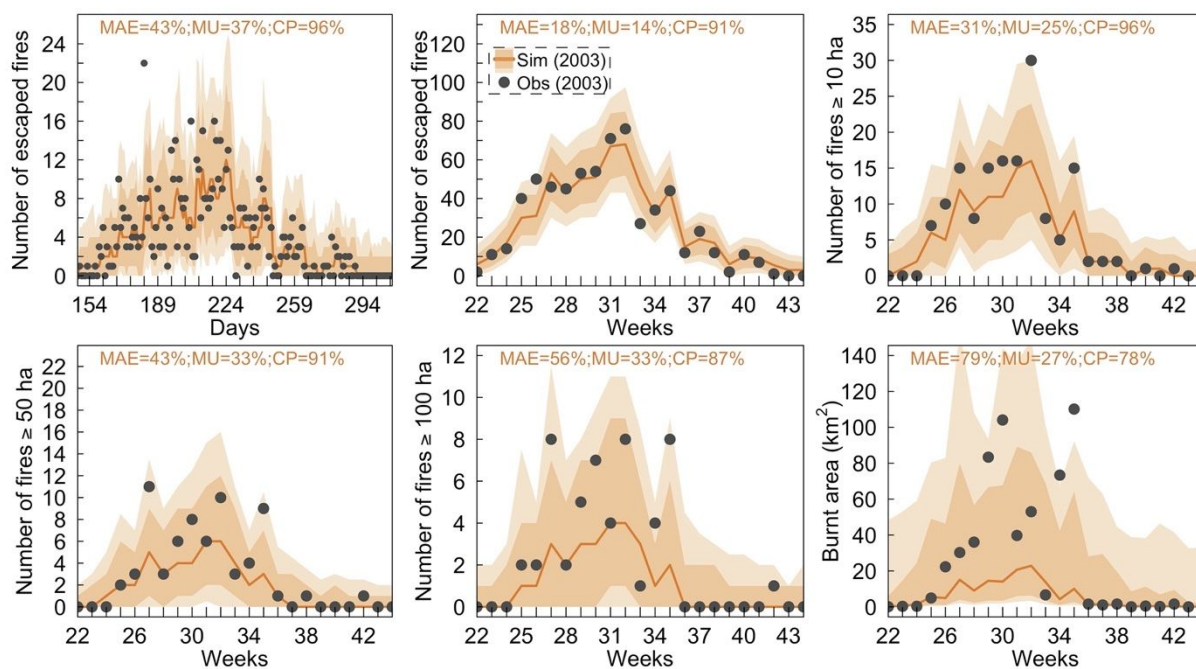 MAE=43%;MU=37%;CP=96%
Number of escaped fires
24
22
20
18
16
14
12
10
8
6
4
2
0
154 189 224 259 294
Days
MAE=18%;MU=14%;CP=91%
Number of escaped fires
120
100
80
60
40
20
0
Sim (2003)
Obs (2003)
22 25 28 31 34 37 40 43
Weeks
MAE=31%;MU=25%;CP=96%
Number of fires ≥ 10 ha
35
30
25
20
15
10
5
0
22 26 30 34 38 42
Weeks
MAE=43%;MU=33%;CP=91%
Number of fires ≥ 50 ha
22
20
18
16
14
12
10
8
6
4
2
0
22 26 30 34 38 42
Weeks
MAE=56%;MU=33%;CP=87%
Number of fires ≥ 100 ha
12
10
8
6
4
2
0
22 25 28 31 34 37 40 43
Weeks
MAE=79%;MU=27%;CP=78%
Burnt area (km²)
140
120
100
80
60
40
20
0
22 26 30 34 38 42
Weeks